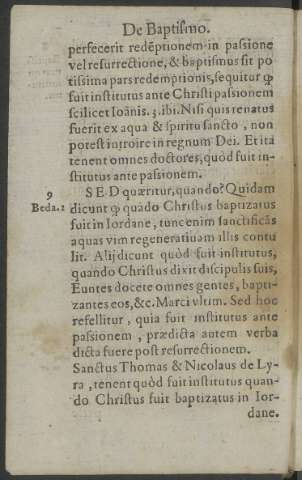 De Baptismo.
perfecerit redẽptionem in passione
vel resurrectione, & baptismus sit po
tissima pars redemptionis, sequitur ꝙ
fuit institutus ante Christi passionem
scilicet Ioãnis. 3. ibi. Nisi quis renatus
fuerit ex aqua & spiritu sancto, non
potest introire in regnum Dei. Et ita
tenent omnes doctores, quòd fuit in-
stitutus ante passionem.
9 SED quæritur, quando? Quidam
Beda.1 dicunt ꝙ quãdo Christus baptizatus
fuit in Iordane, tunc enim sanctificãs
aquas vim regeneratiuam illis contu
lit. Alij dicunt quòd fuit institutus,
quando Christus dixit discipulis suis,
Euntes docete omnes gentes, bapti-
zantes eos, &c. Marci vltim. Sed hoc
refellitur, quia fuit institutus ante
passionem, prædicta autem verba
dicta fuere post resurrectionem.
Sanctus Thomas & Nicolaus de Ly-
ra, tenent quòd fuit institutus quan-
do Christus fuit baptizatus in Ior-
dane.